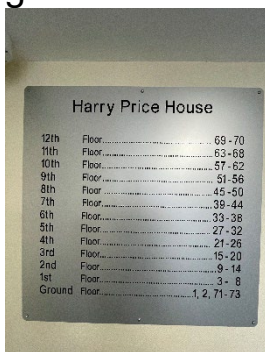 Harry Price House
12th Floor........................69-70
11th Floor........................63-68
10th Floor........................57-62
9th Floor........................51-56
8th Floor........................45-50
7th Floor........................39-44
6th Floor........................33-38
5th Floor........................27-32
4th Floor........................21-26
3rd Floor........................15-20
2nd Floor........................9-14
1st Floor........................3- 8
Ground Floor........................1, 2, 71-73